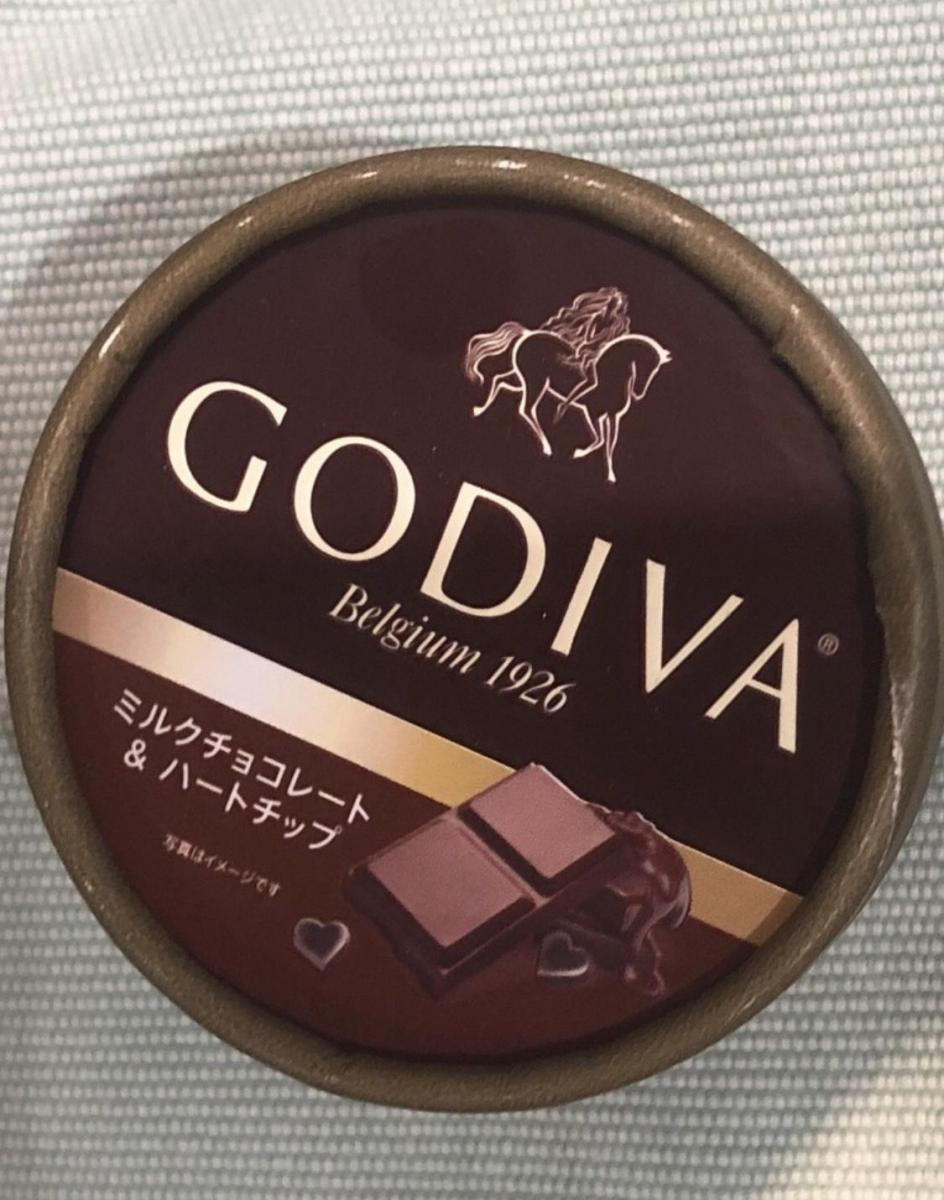 GODIVA®
Belgium 1926
ミルクチョコレート
& ハートチップ
写真はイメージです